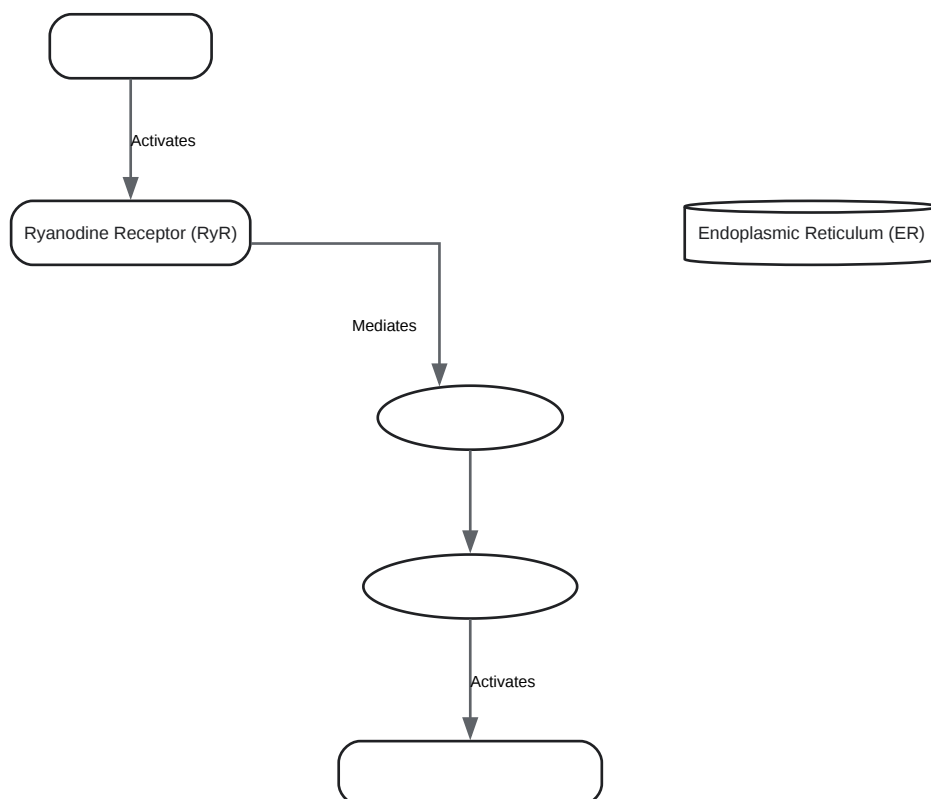 Activates
Ryanodine Receptor (RyR)
Endoplasmic Reticulum (ER)
Mediates
Activates